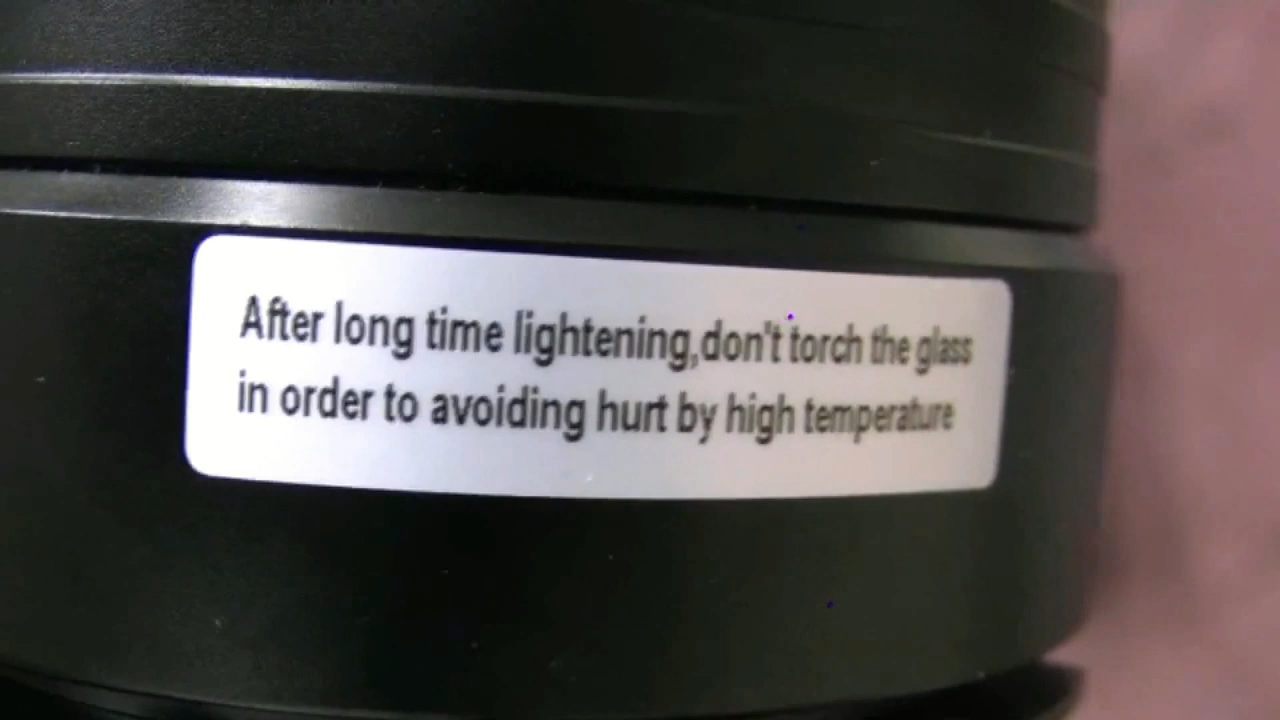 After long time lightening,don't torch the glass
in order to avoiding hurt by high temperature